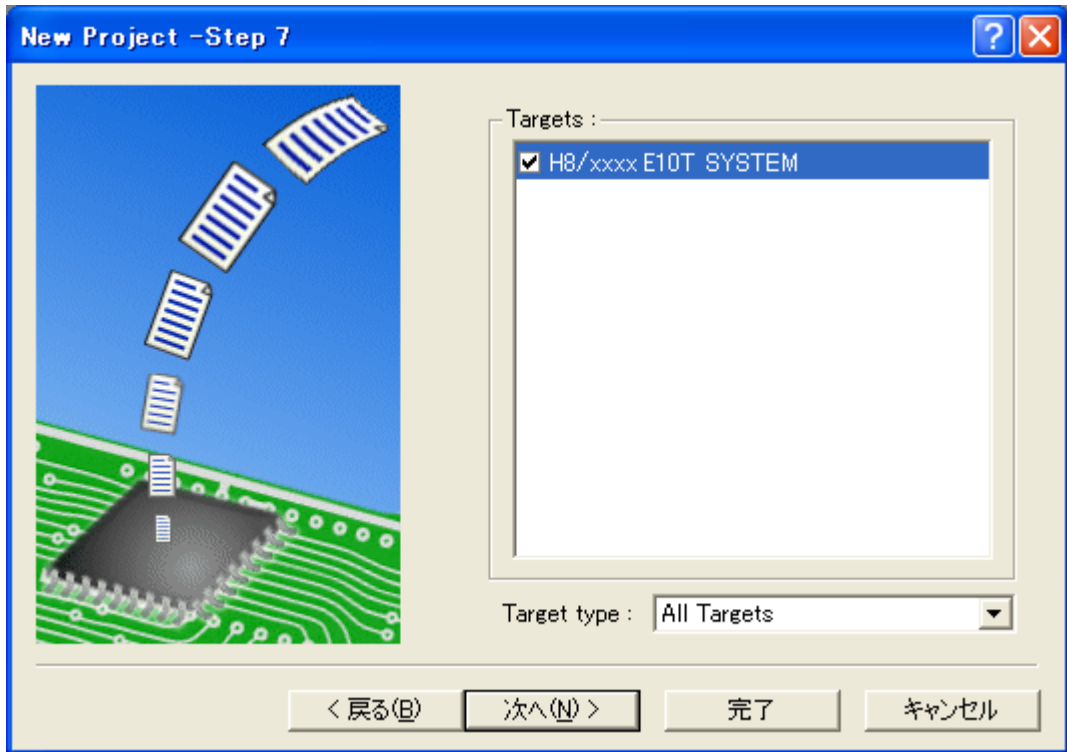 New Project -Step 7
Targets :
H8/xxxx E10T SYSTEM
Target type : All Targets
< 戻る(B) 次へ(N) > 完了 キャンセル